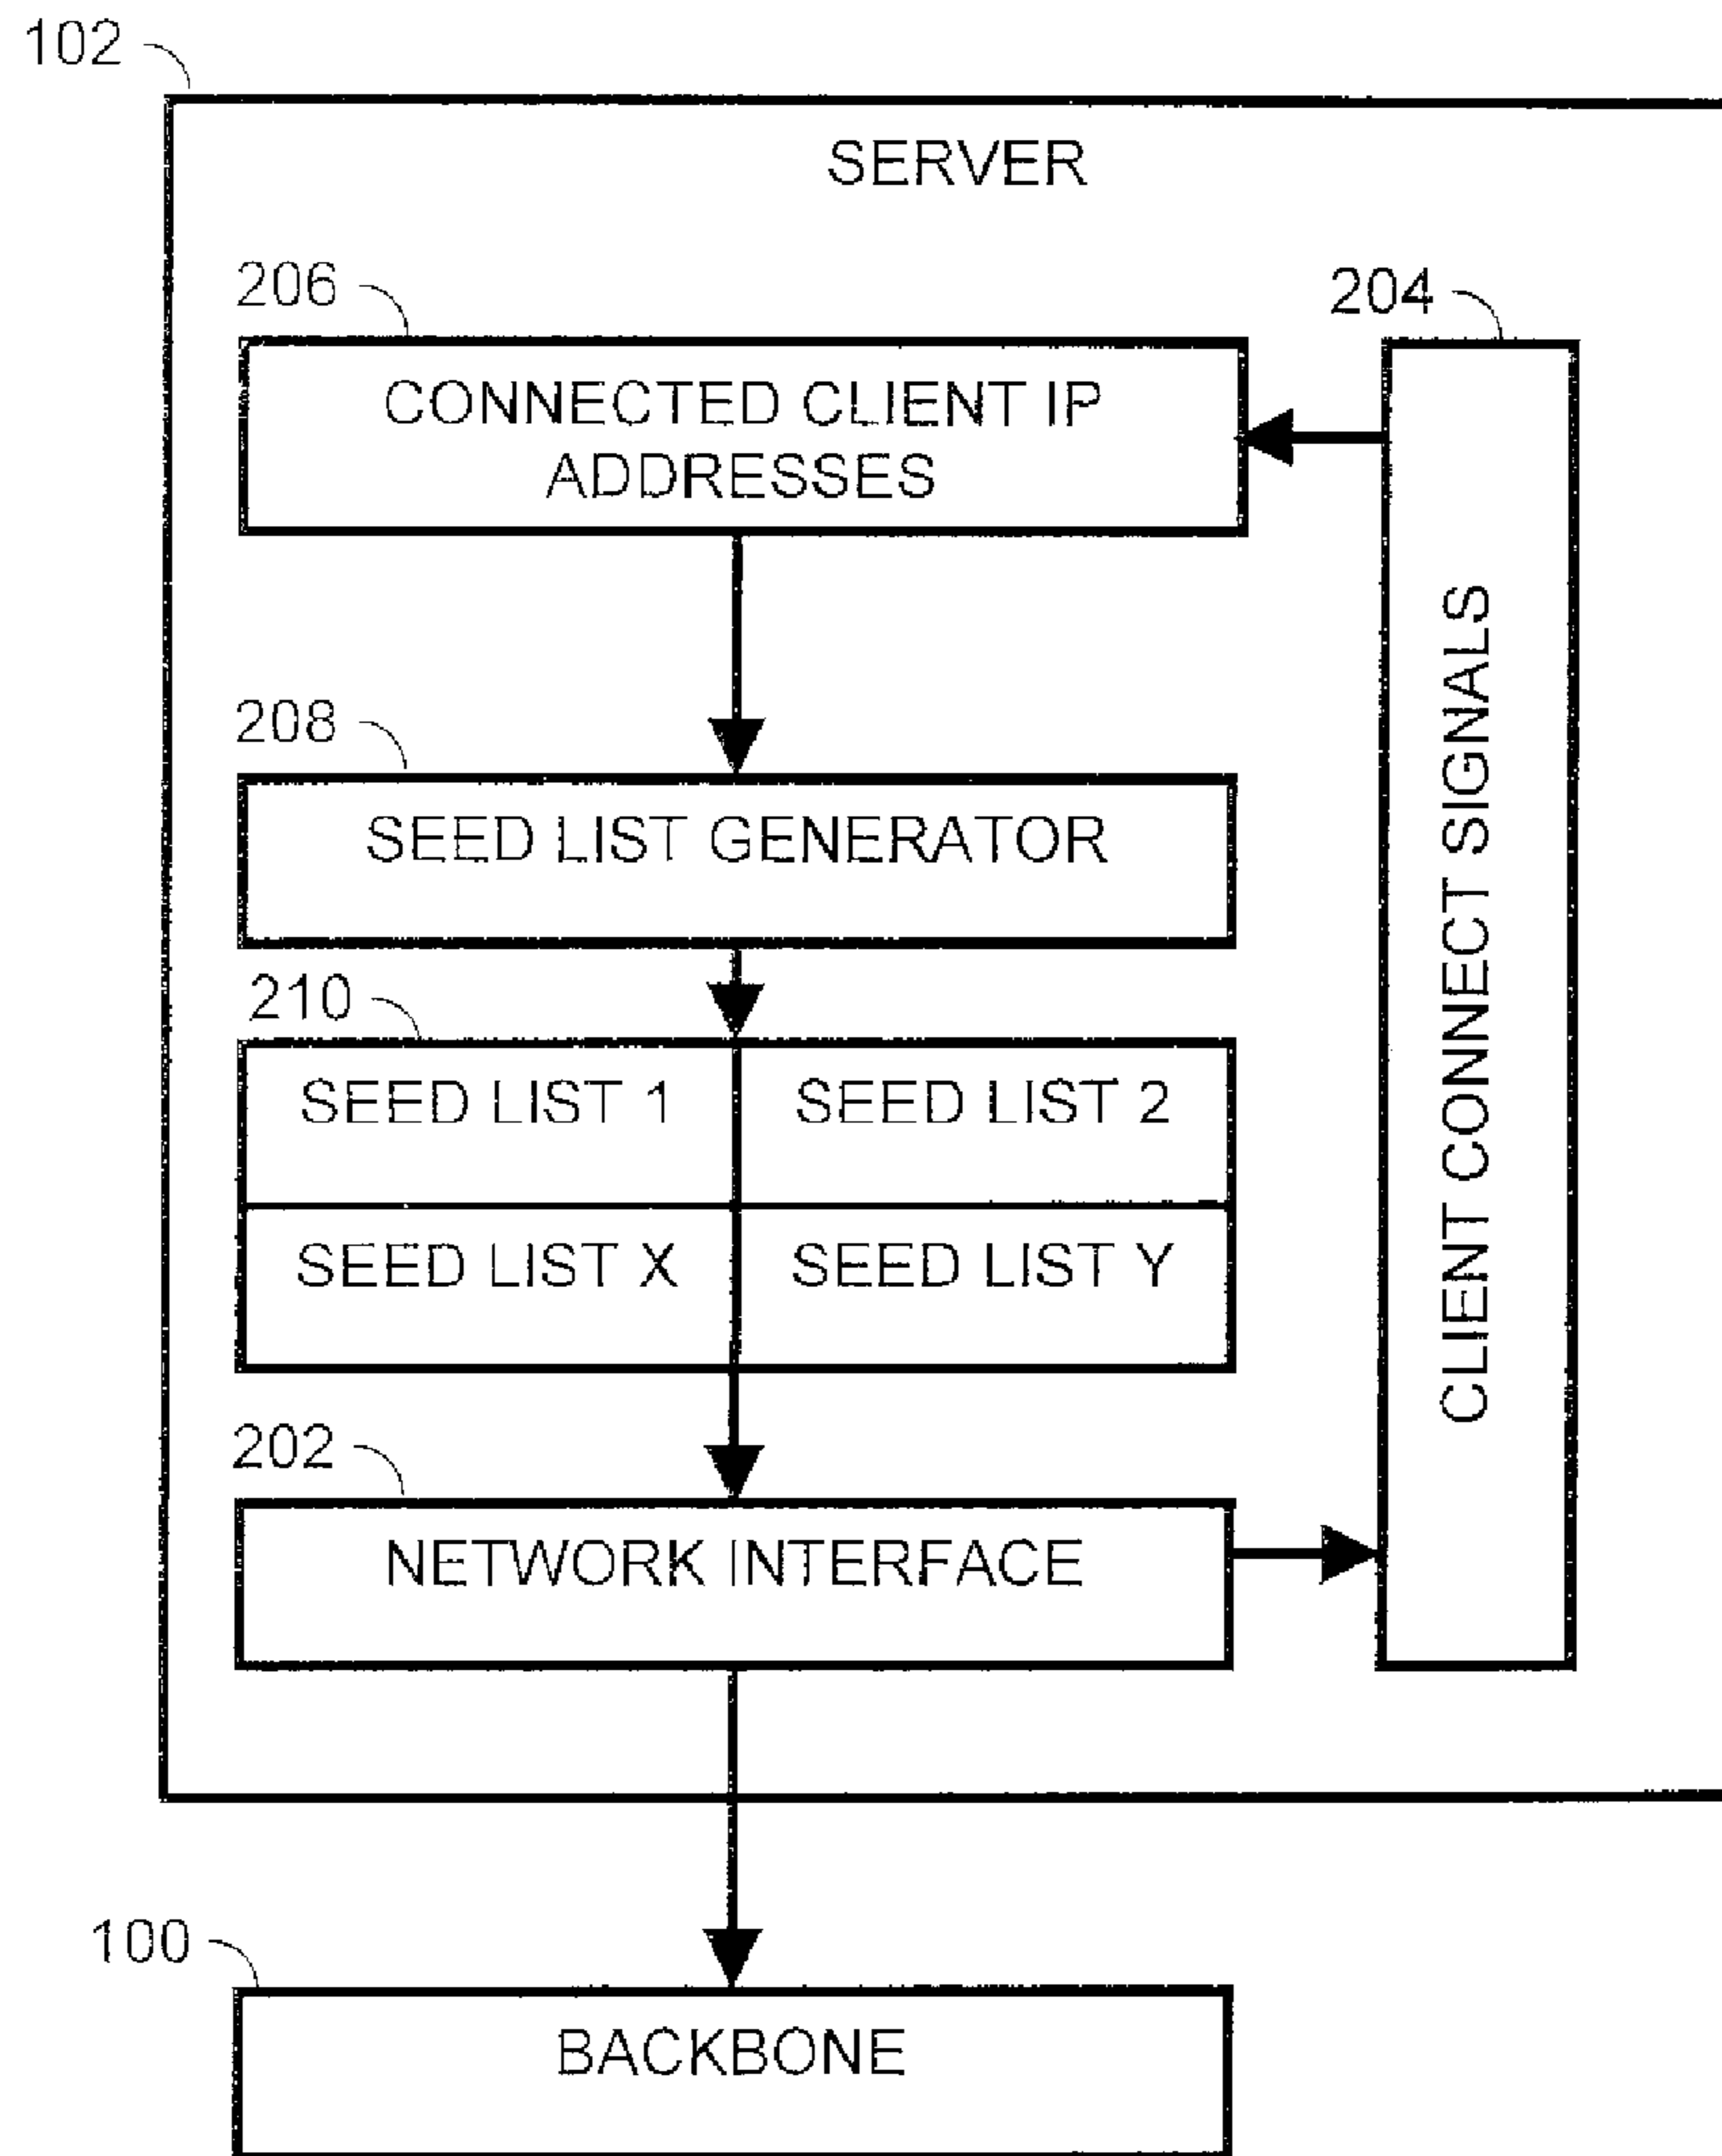 102
SERVER
206
204
CONNECTED CLIENT IP
ADDRESSES
208
SEED LIST GENERATOR
CLIENT CONNECT SIGNALS
210
SEED LIST 1
SEED LIST 2
SEED LIST X
SEED LIST Y
202
NETWORK INTERFACE
100
BACKBONE